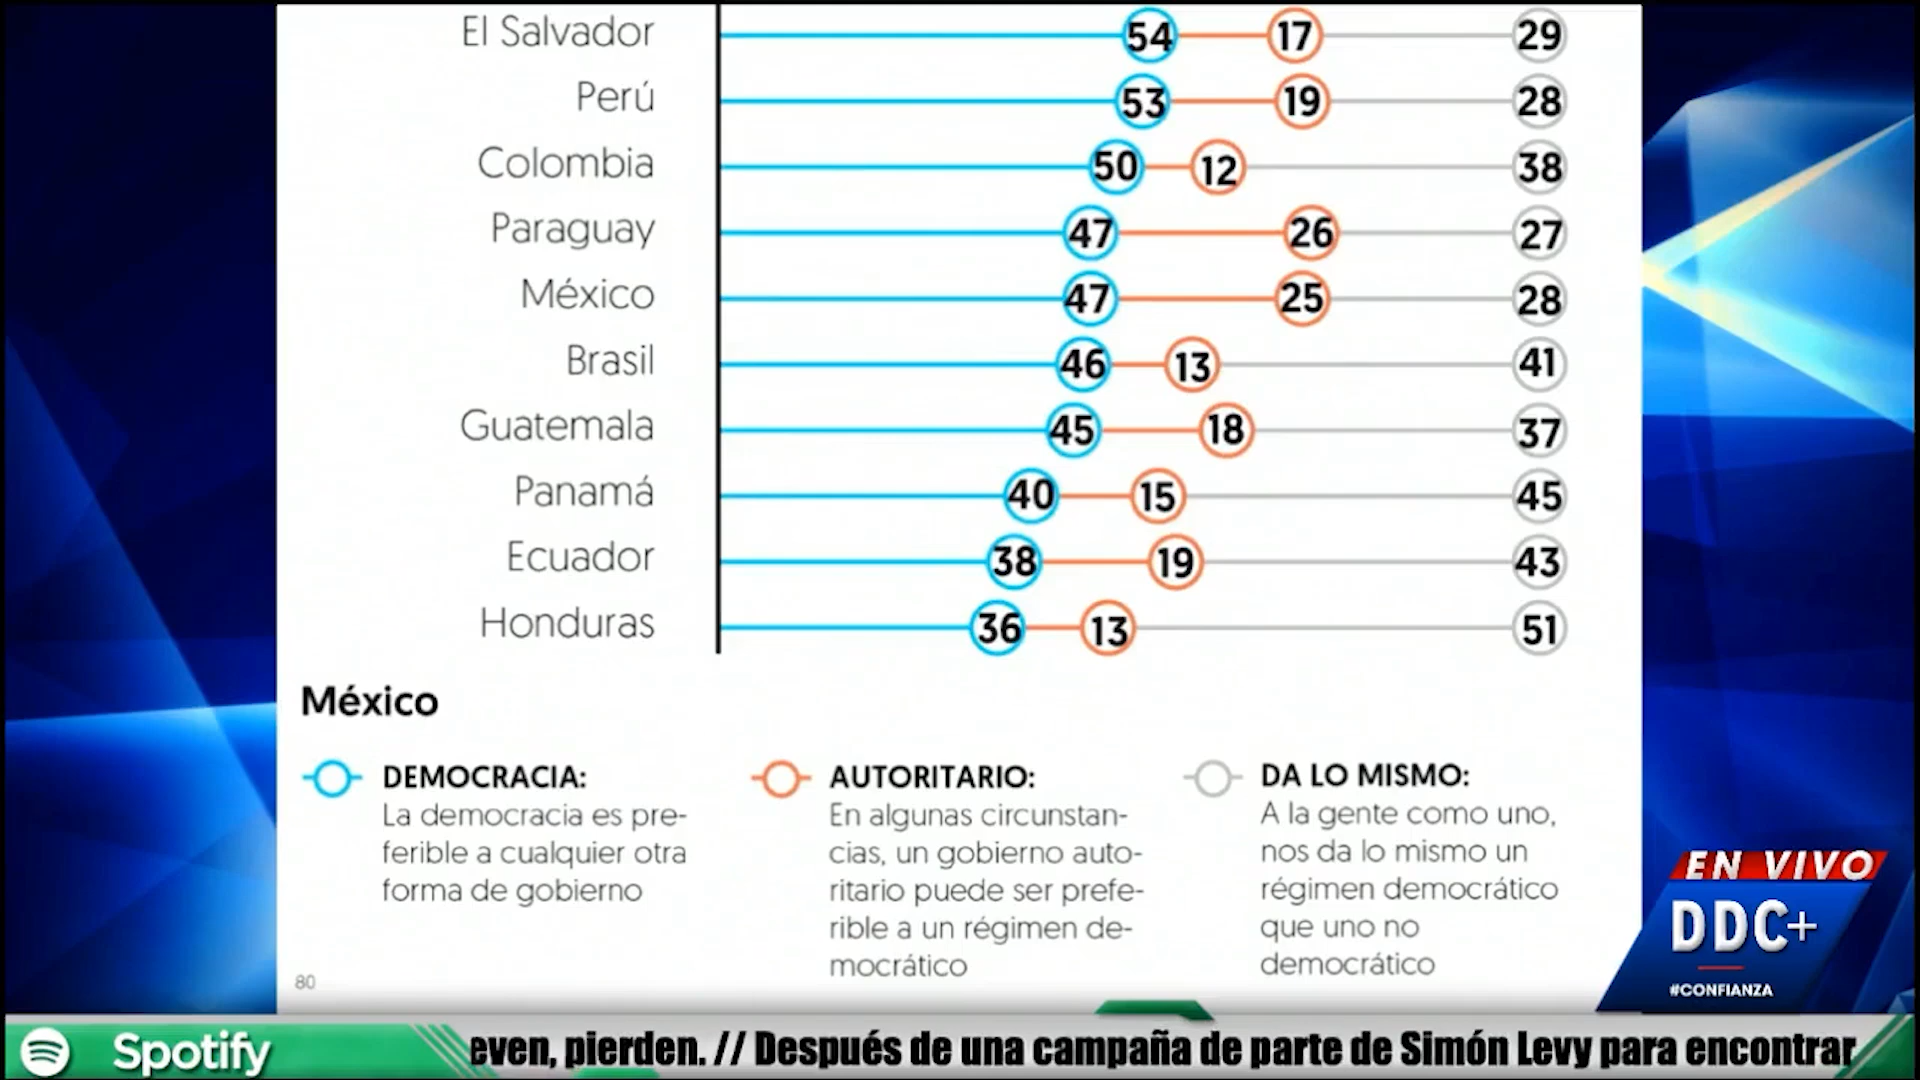 El Salvador 54 17 29
Perú 53 19 28
Colombia 50 12 38
Paraguay 47 26 27
México 47 25 28
Brasil 46 13 41
Guatemala 45 18 37
Panamá 40 15 45
Ecuador 38 19 43
Honduras 36 13 51
México
DEMOCRACIA:
La democracia es pre-
ferible a cualquier otra
forma de gobierno
AUTORITARIO:
En algunas circunstan-
cias, un gobierno auto-
ritario puede ser prefe-
rible a un régimen de-
mocrático
DA LO MISMO:
A la gente como uno,
nos da lo mismo un
régimen democrático
que uno no
democrático
80
EN VIVO
DDC+
#CONFIANZA
Spotify
even, pierden. // Después de una campaña de parte de Simón Levy para encontrar